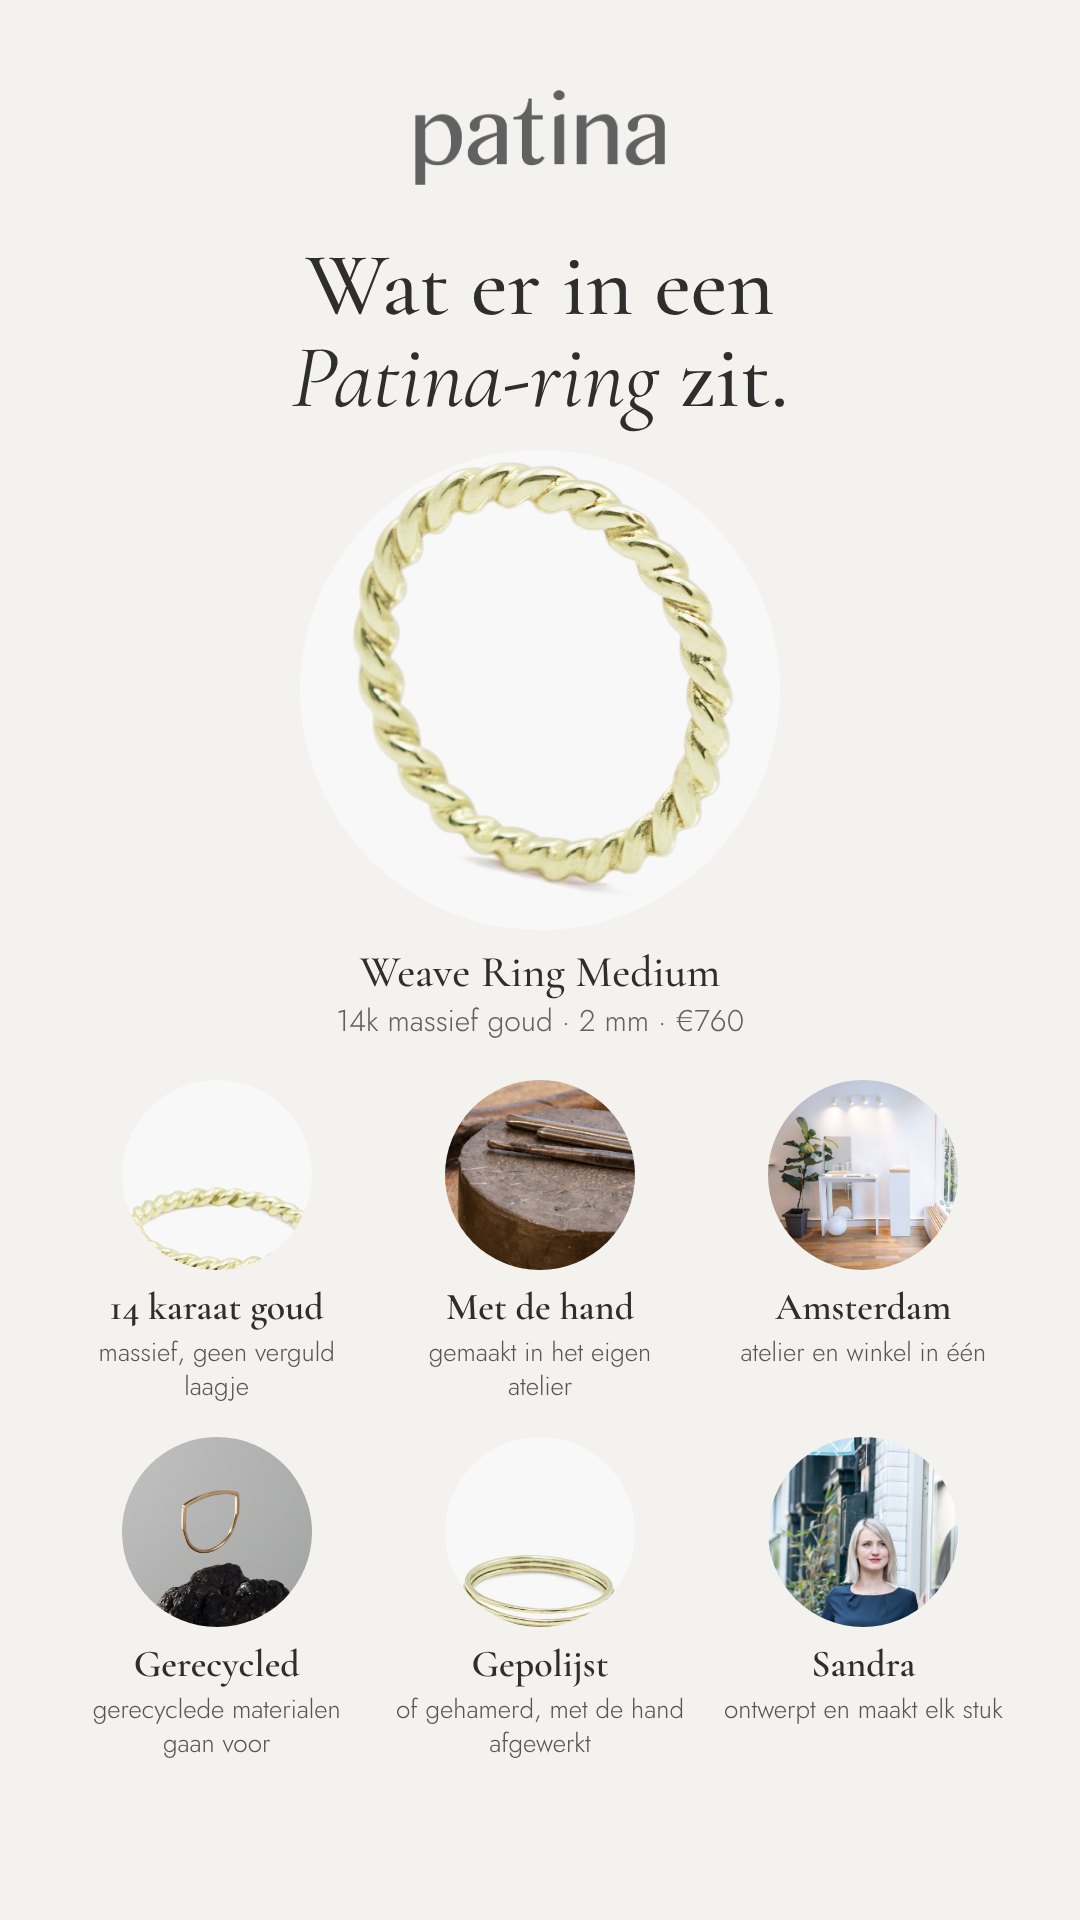 patina
Wat er in een
Patina-ring zit.
Weave Ring Medium
14k massief goud · 2 mm · €760
14 karaat goud
massief, geen verguld
laagje
Met de hand
gemaakt in het eigen
atelier
Amsterdam
atelier en winkel in één
Gerecycled
gerecyclede materialen
gaan voor
Gepolijst
of gehamerd, met de hand
afgewerkt
Sandra
ontwerpt en maakt elk stuk